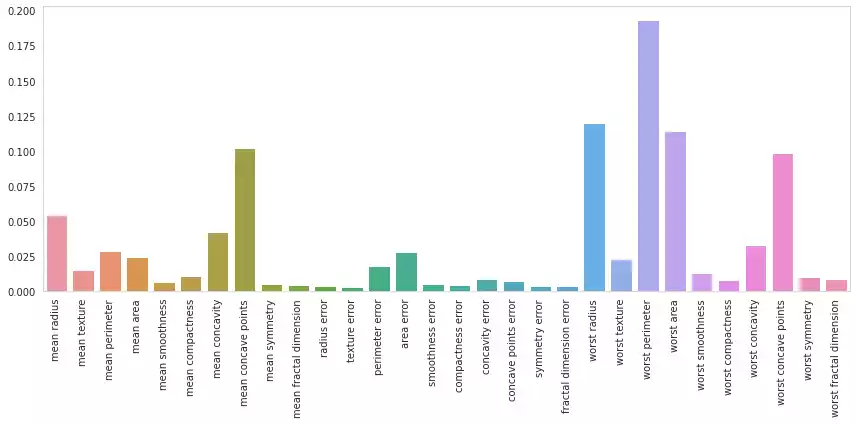 0.200
0.175
0.150
0.125
0.100
0.075
0.050
0.025
0.000
mean radius
mean texture
mean perimeter
mean area
mean smoothness
mean compactness
mean concavity
mean concave points
mean symmetry
mean fractal dimension
radius error
texture error
perimeter error
area error
smoothness error
compactness error
concavity error
concave points error
symmetry error
fractal dimension error
worst radius
worst texture
worst perimeter
worst area
worst smoothness
worst compactness
worst concavity
worst concave points
worst symmetry
worst fractal dimension